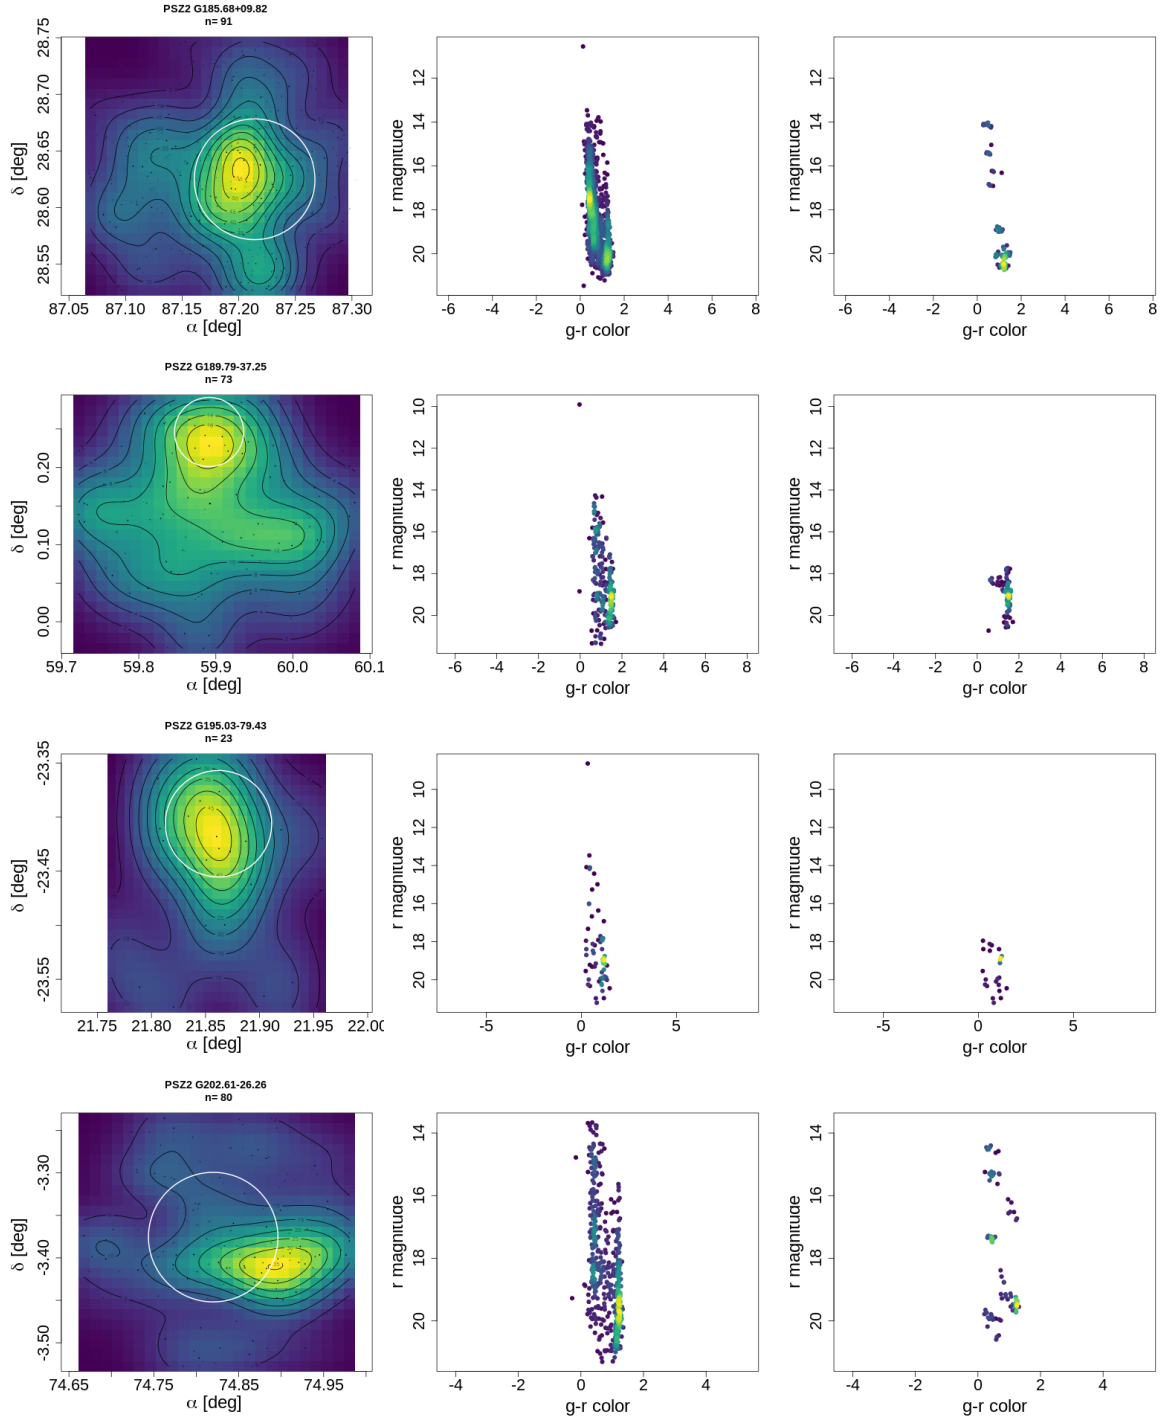 PSZ2 G185.68+09.82
n= 91
28.75
28.70
28.65
28.60
28.55
δ [deg]
87.05 87.10 87.15 87.20 87.25 87.30
α [deg]
12
14
16
18
20
r magnitude
-6 -4 -2 0 2 4 6 8
g-r color
12
14
16
18
20
r magnitude
-6 -4 -2 0 2 4 6 8
g-r color
PSZ2 G189.79-37.25
n= 73
0.20
0.10
0.00
δ [deg]
59.7 59.8 59.9 60.0 60.1
α [deg]
10
12
14
16
18
20
r magnitude
-6 -4 -2 0 2 4 6 8
g-r color
10
12
14
16
18
20
r magnitude
-6 -4 -2 0 2 4 6 8
g-r color
PSZ2 G195.03-79.43
n= 23
-23.35
-23.45
-23.55
δ [deg]
21.75 21.80 21.85 21.90 21.95 22.00
α [deg]
10
12
14
16
18
20
r magnitude
-5 0 5
g-r color
10
12
14
16
18
20
r magnitude
-5 0 5
g-r color
PSZ2 G202.61-26.26
n= 80
-3.30
-3.40
-3.50
δ [deg]
74.65 74.75 74.85 74.95
α [deg]
14
16
18
20
r magnitude
-4 -2 0 2 4
g-r color
14
16
18
20
r magnitude
-4 -2 0 2 4
g-r color